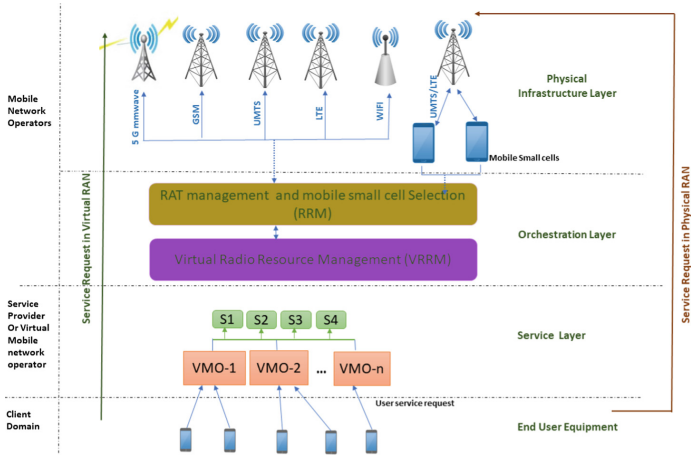 Mobile
Network
Operators
Service Request in Virtual RAN
5 G mmwave
GSM
UMTS
LTE
WIFI
UMTS/LTE
Mobile Small cells
Physical
Infrastructure Layer
Service Request in Physical RAN
RAT management and mobile small cell Selection
(RRM)
Virtual Radio Resource Management (VRRM)
Orchestration Layer
Service
Provider
Or Virtual
Mobile
network
operator
S1
S2
S3
S4
VMO-1
VMO-2
...
VMO-n
Service Layer
User service request
Client
Domain
End User Equipment